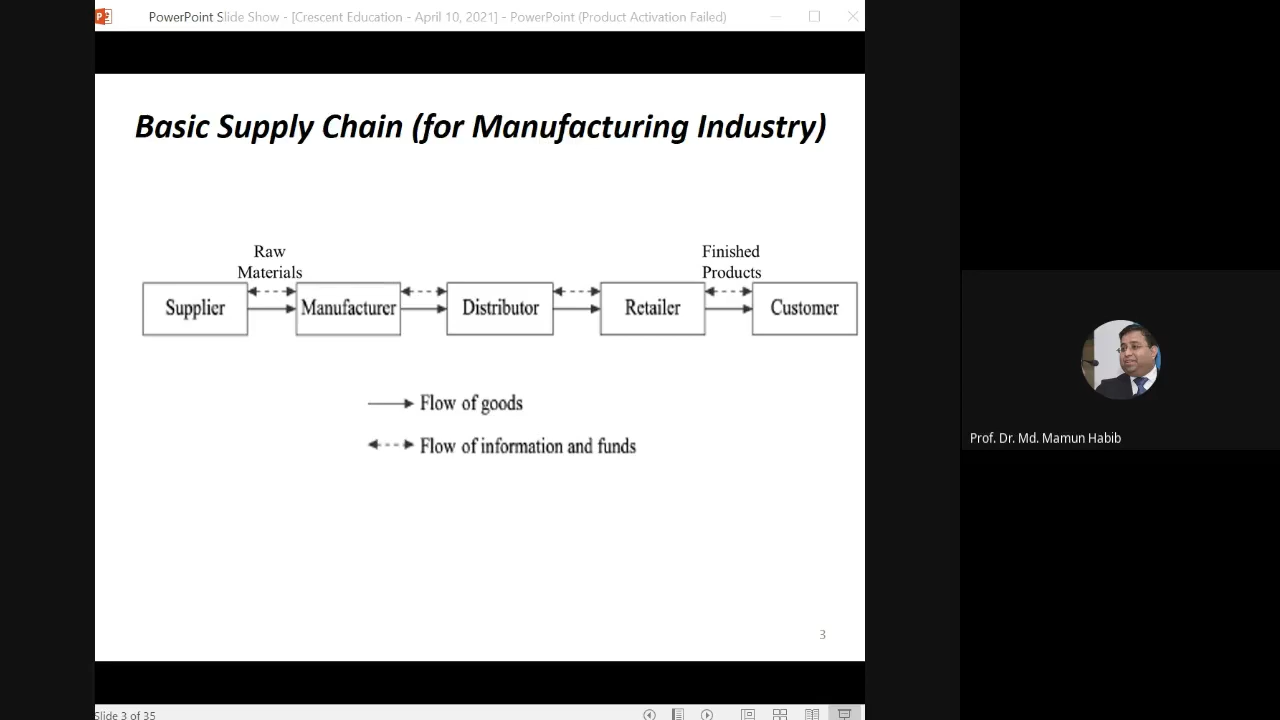 PowerPoint Slide Show - [Crescent Education - April 10, 2021] - PowerPoint (Product Activation Failed)
Basic Supply Chain (for Manufacturing Industry)
Raw
Materials
Finished
Products
Supplier
Manufacturer
Distributor
Retailer
Customer
Flow of goods
Flow of information and funds
Prof. Dr. Md. Mamun Habib
3
Slide 3 of 35